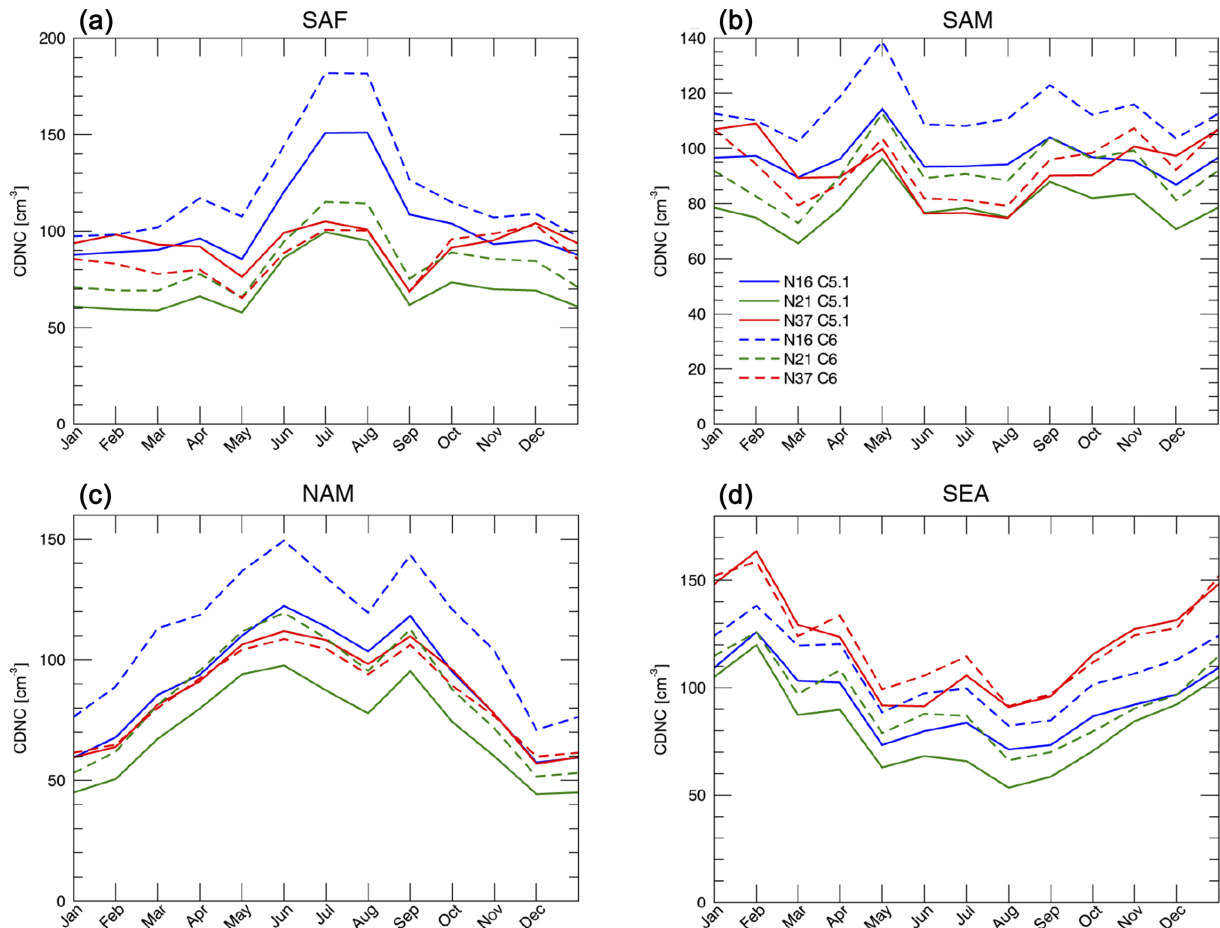 (a) SAF
200
150
100
50
0
CDNC [cm⁻³]
Jan Feb Mar Apr May Jun Jul Aug Sep Oct Nov Dec
(b) SAM
140
120
100
80
60
40
20
0
CDNC [cm⁻³]
N16 C5.1
N21 C5.1
N37 C5.1
N16 C6
N21 C6
N37 C6
Jan Feb Mar Apr May Jun Jul Aug Sep Oct Nov Dec
(c) NAM
150
100
50
0
CDNC [cm⁻³]
Jan Feb Mar Apr May Jun Jul Aug Sep Oct Nov Dec
(d) SEA
150
100
50
0
CDNC [cm⁻³]
Jan Feb Mar Apr May Jun Jul Aug Sep Oct Nov Dec